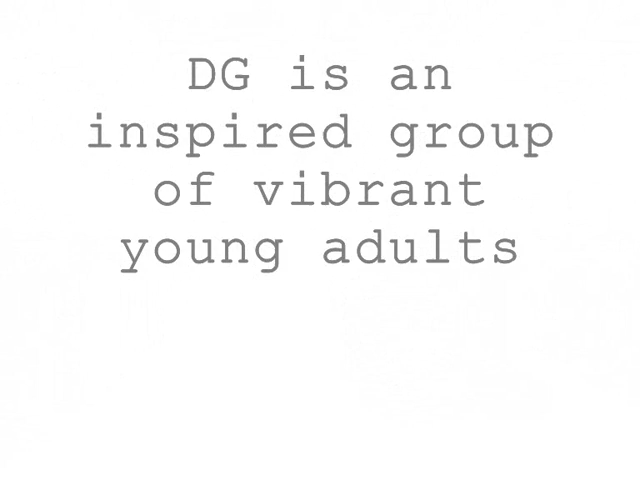 DG is an
inspired group
of vibrant
young adults